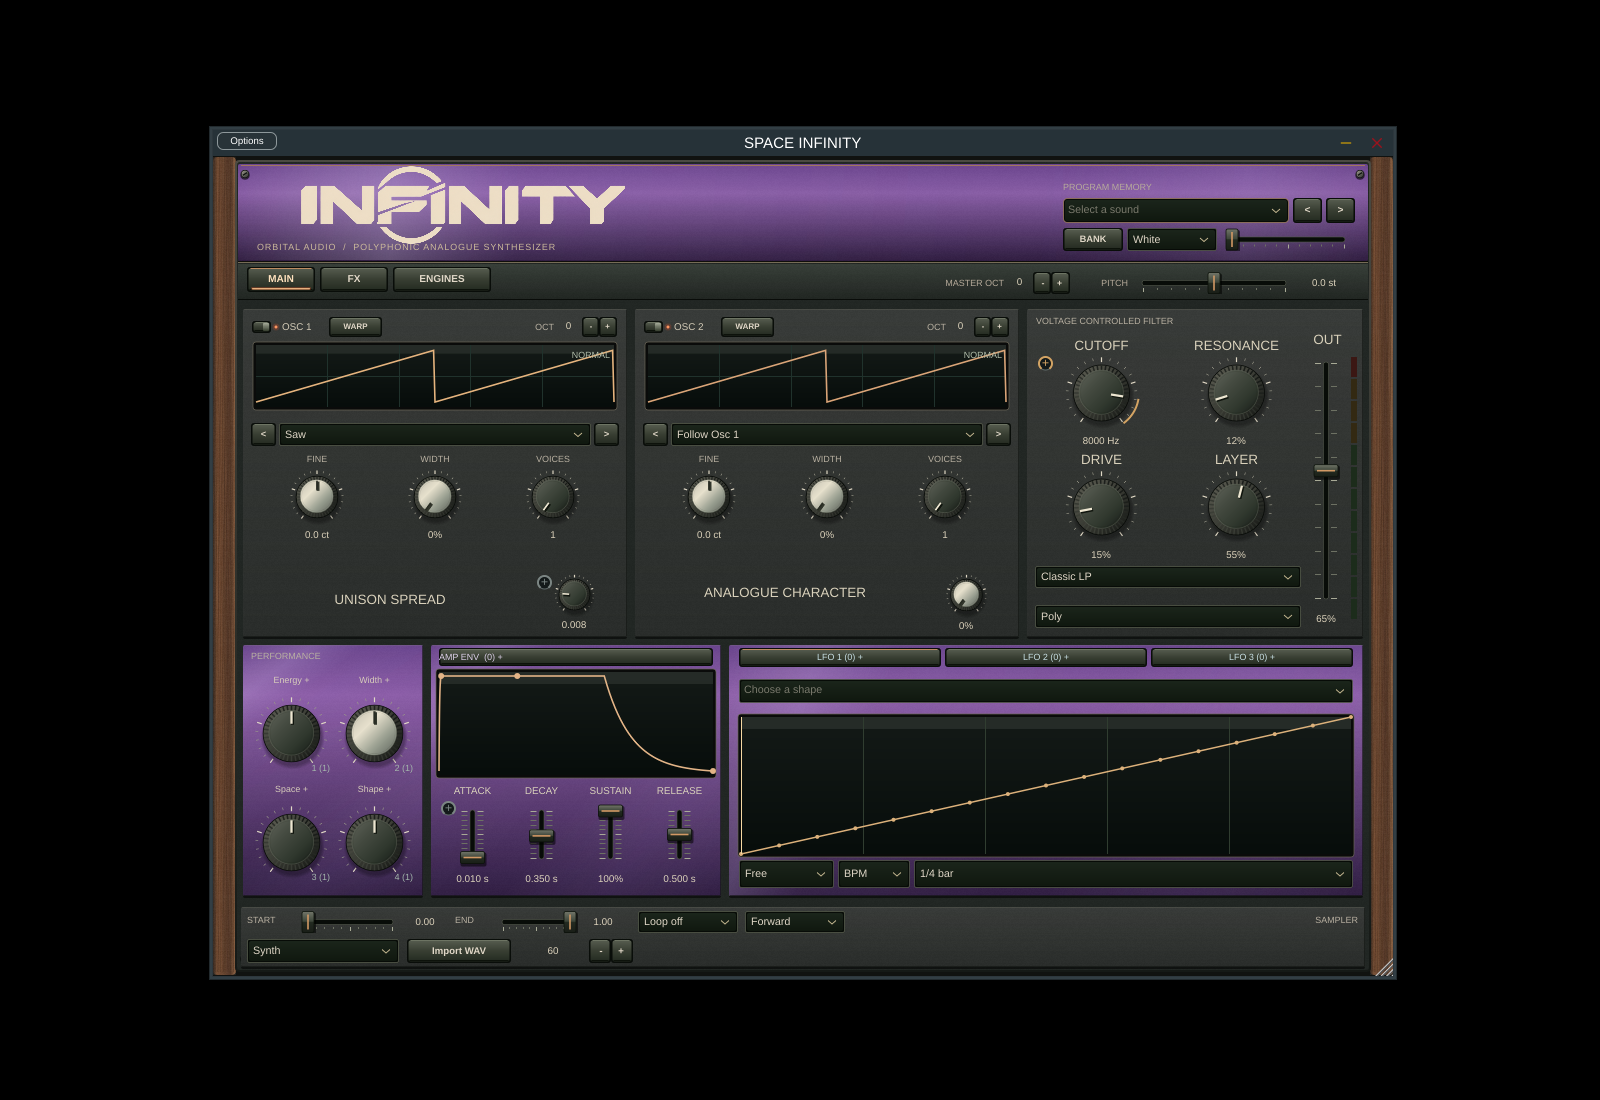 Options
SPACE INFINITY
INFINITY
ORBITAL AUDIO / POLYPHONIC ANALOGUE SYNTHESIZER
PROGRAM MEMORY
Select a sound
<
>
BANK
White
MAIN
FX
ENGINES
MASTER OCT 0 - +
PITCH
0.0 st
OSC 1
WARP
OCT 0 - +
NORMAL
<
Saw
>
FINE
WIDTH
VOICES
0.0 ct
0%
1
UNISON SPREAD
+
0.008
OSC 2
WARP
OCT 0 - +
NORMAL
<
Follow Osc 1
>
FINE
WIDTH
VOICES
0.0 ct
0%
1
ANALOGUE CHARACTER
0%
VOLTAGE CONTROLLED FILTER
CUTOFF
RESONANCE
OUT
+
8000 Hz
12%
DRIVE
LAYER
15%
55%
Classic LP
Poly
65%
PERFORMANCE
Energy +
Width +
1 (1)
2 (1)
Space +
Shape +
3 (1)
4 (1)
AMP ENV (0) +
ATTACK
DECAY
SUSTAIN
RELEASE
+
0.010 s
0.350 s
100%
0.500 s
LFO 1 (0) +
LFO 2 (0) +
LFO 3 (0) +
Choose a shape
Free
BPM
1/4 bar
START
0.00
END
1.00
Loop off
Forward
SAMPLER
Synth
Import WAV
60
-
+